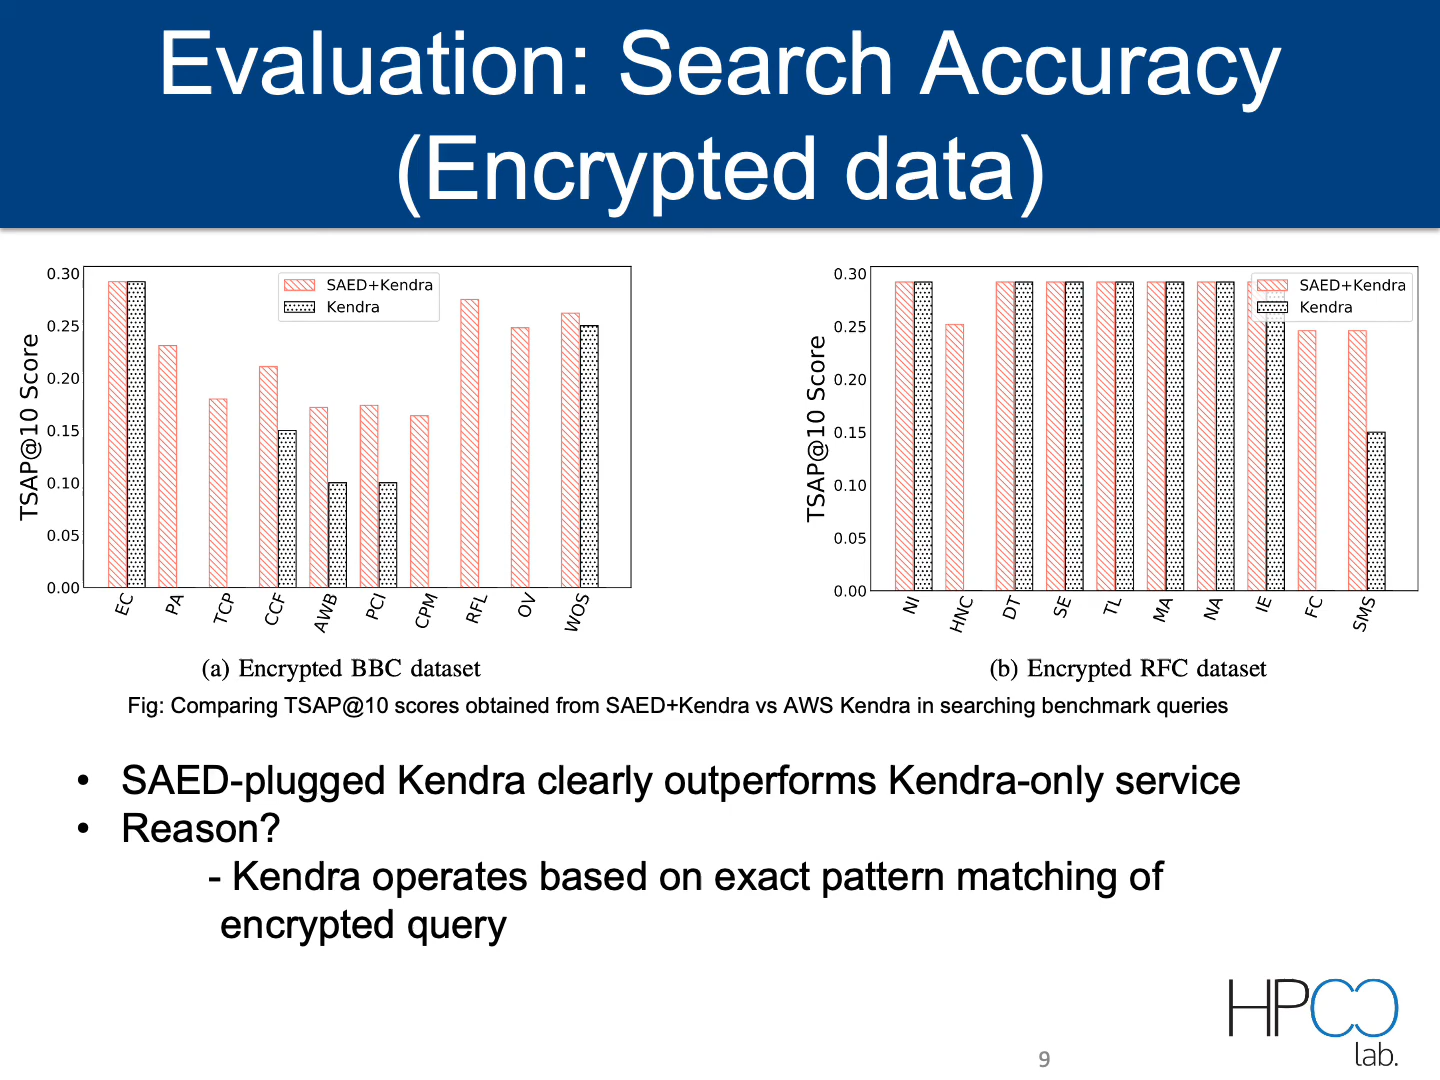 Evaluation: Search Accuracy
(Encrypted data)
TSAP@10 Score
0.30
0.25
0.20
0.15
0.10
0.05
0.00
SAED+Kendra
Kendra
EC
PA
TCP
CCF
AWB
PCI
CPM
RFL
OV
WOS
(a) Encrypted BBC dataset
TSAP@10 Score
0.30
0.25
0.20
0.15
0.10
0.05
0.00
SAED+Kendra
Kendra
NI
HNC
DT
SE
TL
MA
NA
IE
FC
SMS
(b) Encrypted RFC dataset
Fig: Comparing TSAP@10 scores obtained from SAED+Kendra vs AWS Kendra in searching benchmark queries
• SAED-plugged Kendra clearly outperforms Kendra-only service
• Reason?
- Kendra operates based on exact pattern matching of
encrypted query
HPCC
lab.
9